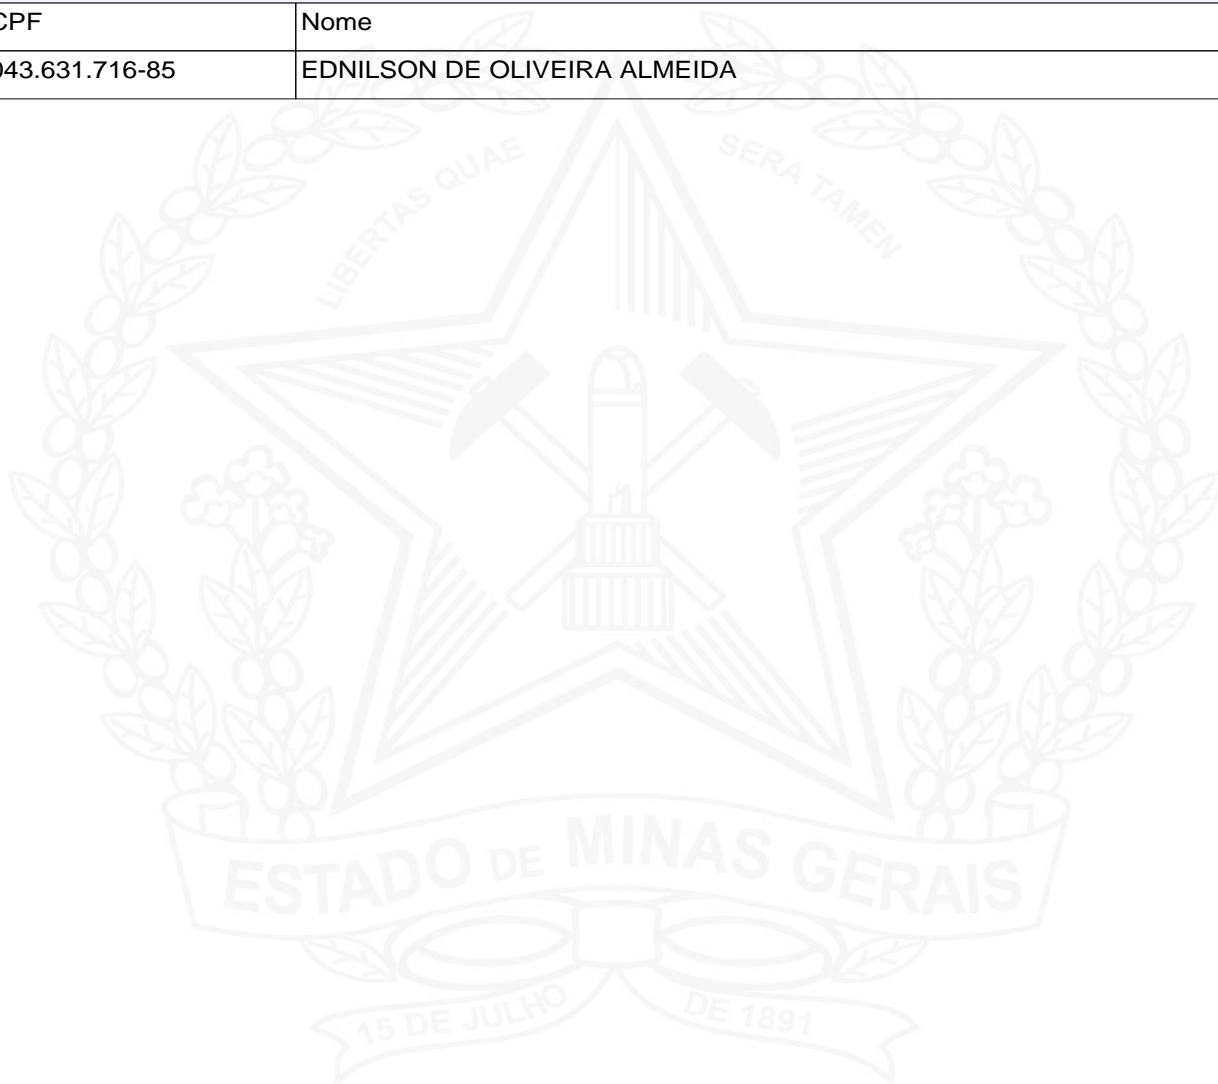 CPF Nome
043.631.716-85 EDNILSON DE OLIVEIRA ALMEIDA
LIBERTAS QUAE SERA TAMEN
ESTADO DE MINAS GERAIS
15 DE JULHO DE 1891